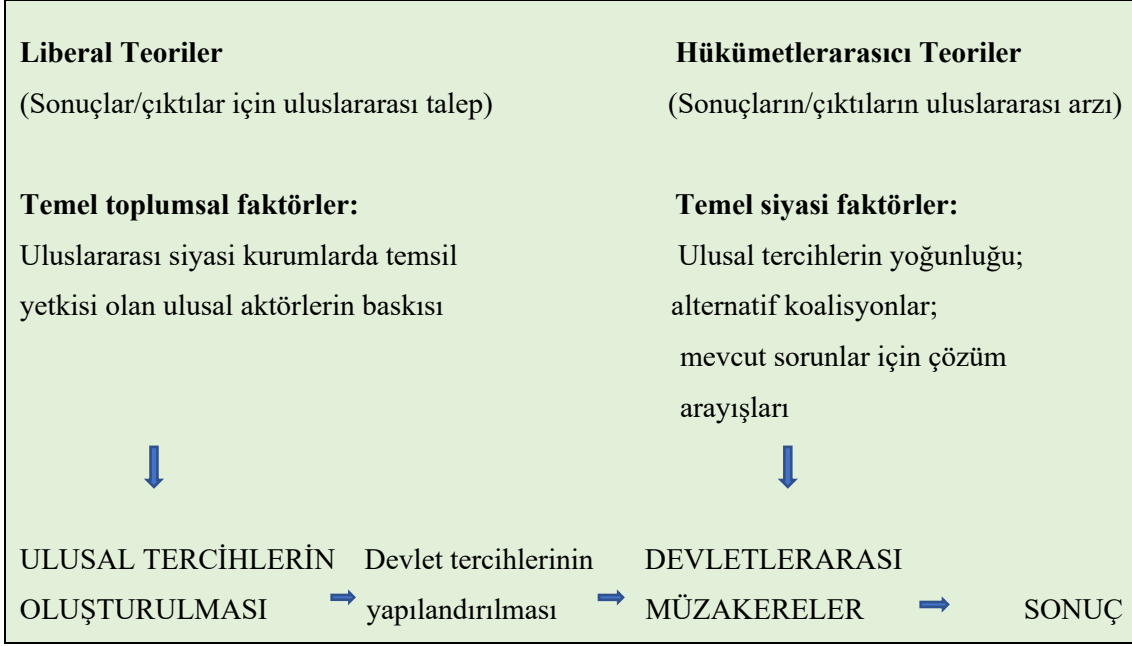 Liberal Teoriler
(Sonuçlar/çıktılar için uluslararası talep)
Temel toplumsal faktörler:
Uluslararası siyasi kurumlarda temsil
yetkisi olan ulusal aktörlerin baskısı
Hükümetlerarasıcı Teoriler
(Sonuçların/çıktıların uluslararası arzı)
Temel siyasi faktörler:
Ulusal tercihlerin yoğunluğu;
alternatif koalisyonlar;
mevcut sorunlar için çözüm
arayışları
ULUSAL TERCİHLERİN
OLUŞTURULMASI
Devlet tercihlerinin
yapılandırılması
DEVLETLERARASI
MÜZAKERELER
SONUÇ